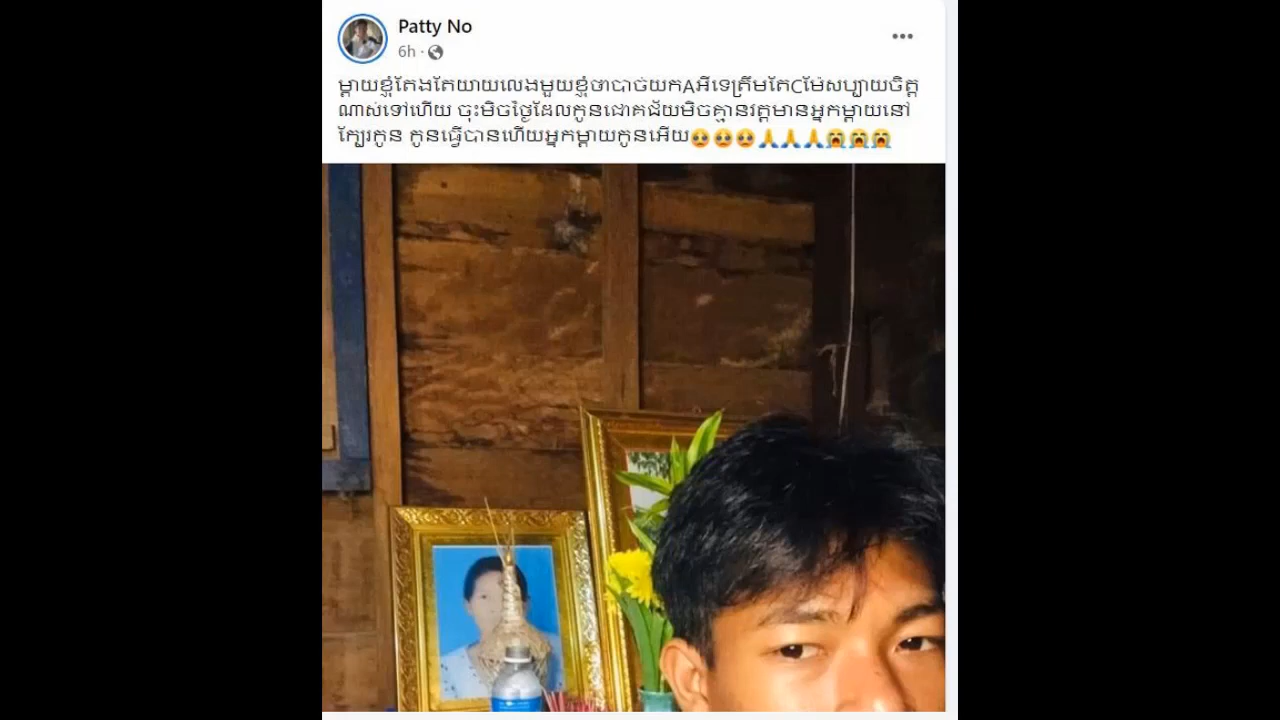 Patty No
6h
ម្ដាយខ្ញុំតែងតែយាយលេងមួយខ្ញុំថាបាច់យកAអីទេត្រឹមតែCម៉ែសប្បាយចិត្ត
ណាស់ទៅហើយ ចុះមិចថ្ងៃដែលកូនជោគជ័យមិចគ្មានវត្តមានអ្នកម្ដាយនៅ
ក្បែរកូន កូនធ្វើបានហើយអ្នកម្ដាយកូនអើយ🥹🥹🥹🙏🙏🙏😭😭😭